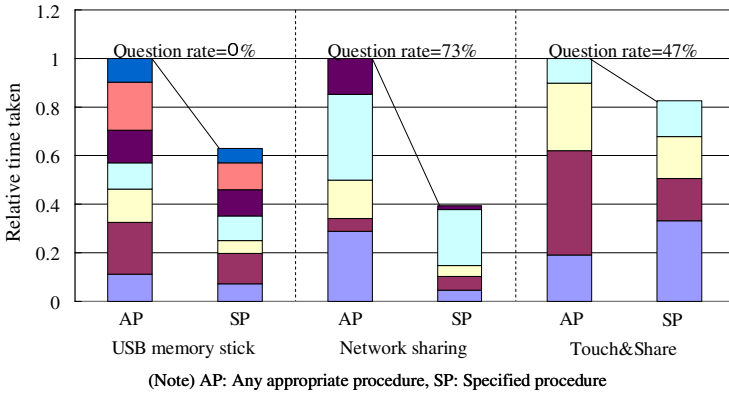 1.2
Question rate=0%
Question rate=73%
Question rate=47%
1
0.8
0.6
0.4
0.2
0
Relative time taken
AP
SP
AP
SP
AP
SP
USB memory stick
Network sharing
Touch&Share
(Note) AP: Any appropriate procedure, SP: Specified procedure